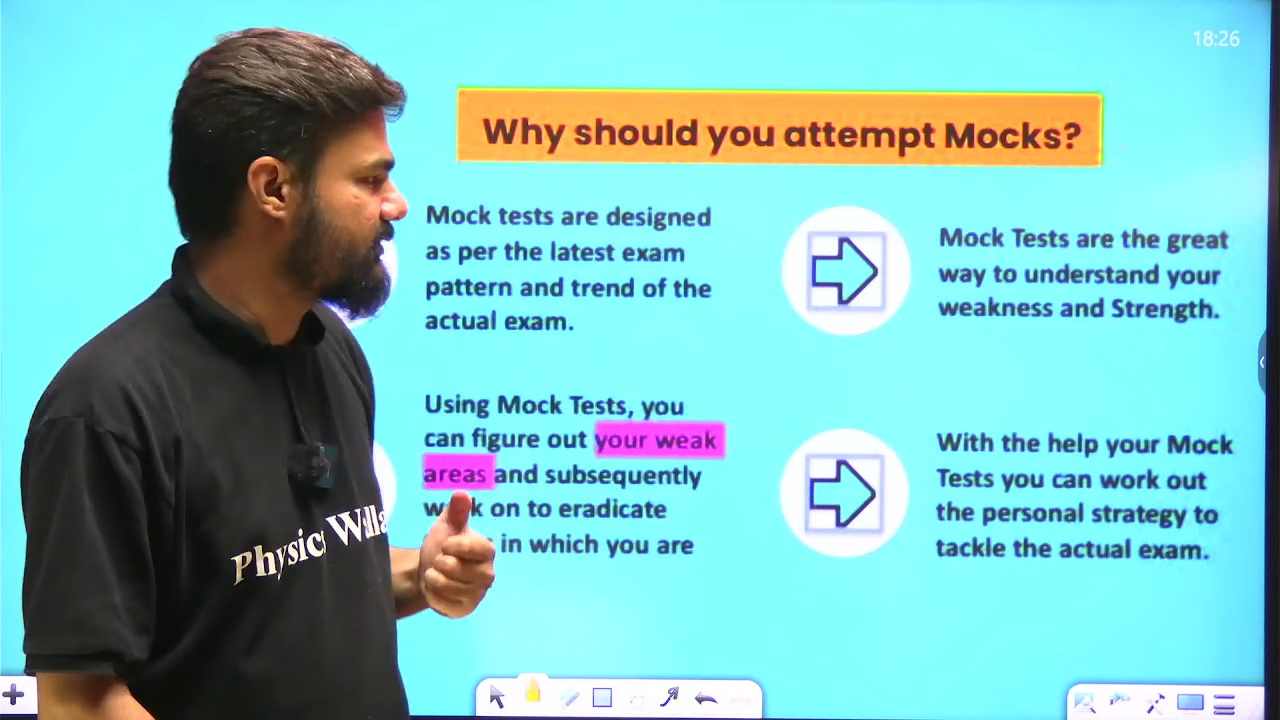 18:26
Why should you attempt Mocks?
Mock tests are designed
as per the latest exam
pattern and trend of the
actual exam.
Mock Tests are the great
way to understand your
weakness and Strength.
Using Mock Tests, you
can figure out your weak
areas and subsequently
on to eradicate
in which you are
With the help your Mock
Tests you can work out
the personal strategy to
tackle the actual exam.
Physics Walla